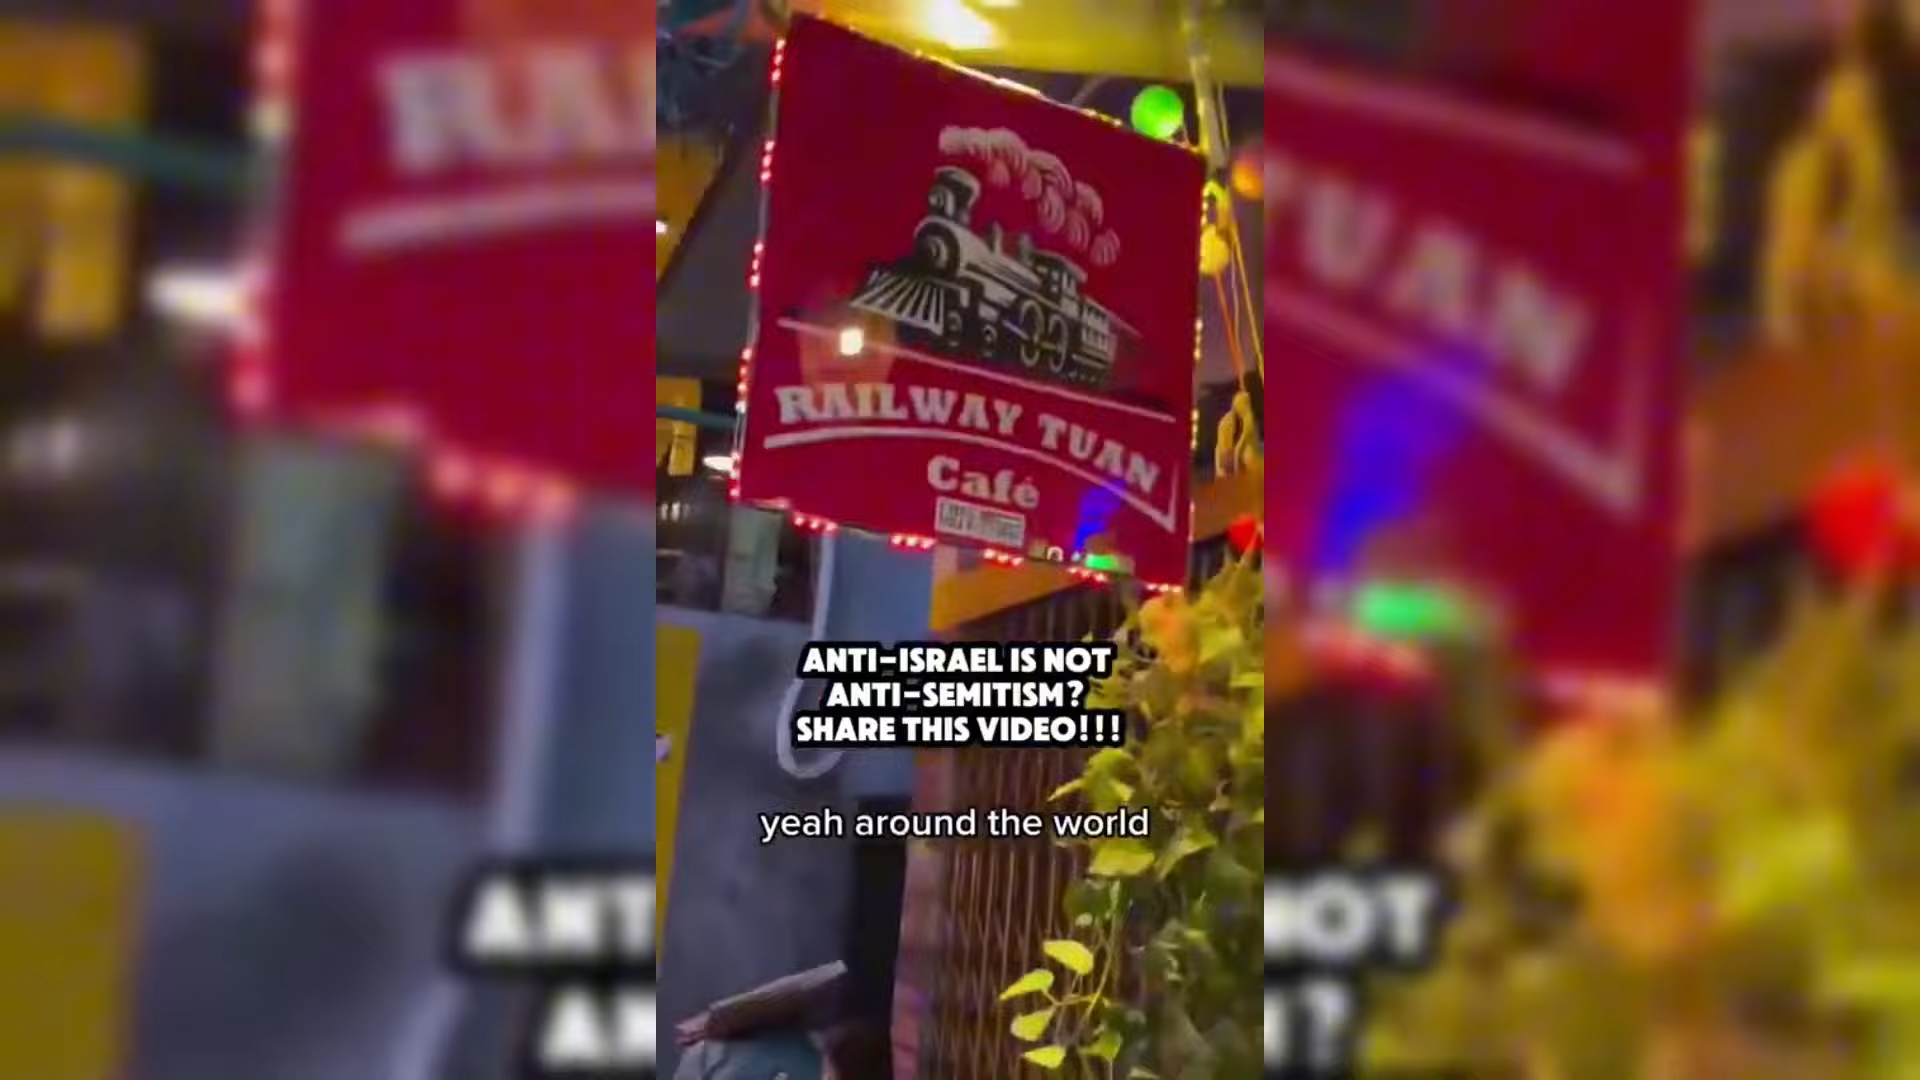 RAILWAY TUAN
Café
ANTI-ISRAEL IS NOT
ANTI-SEMITISM?
SHARE THIS VIDEO!!!
yeah around the world